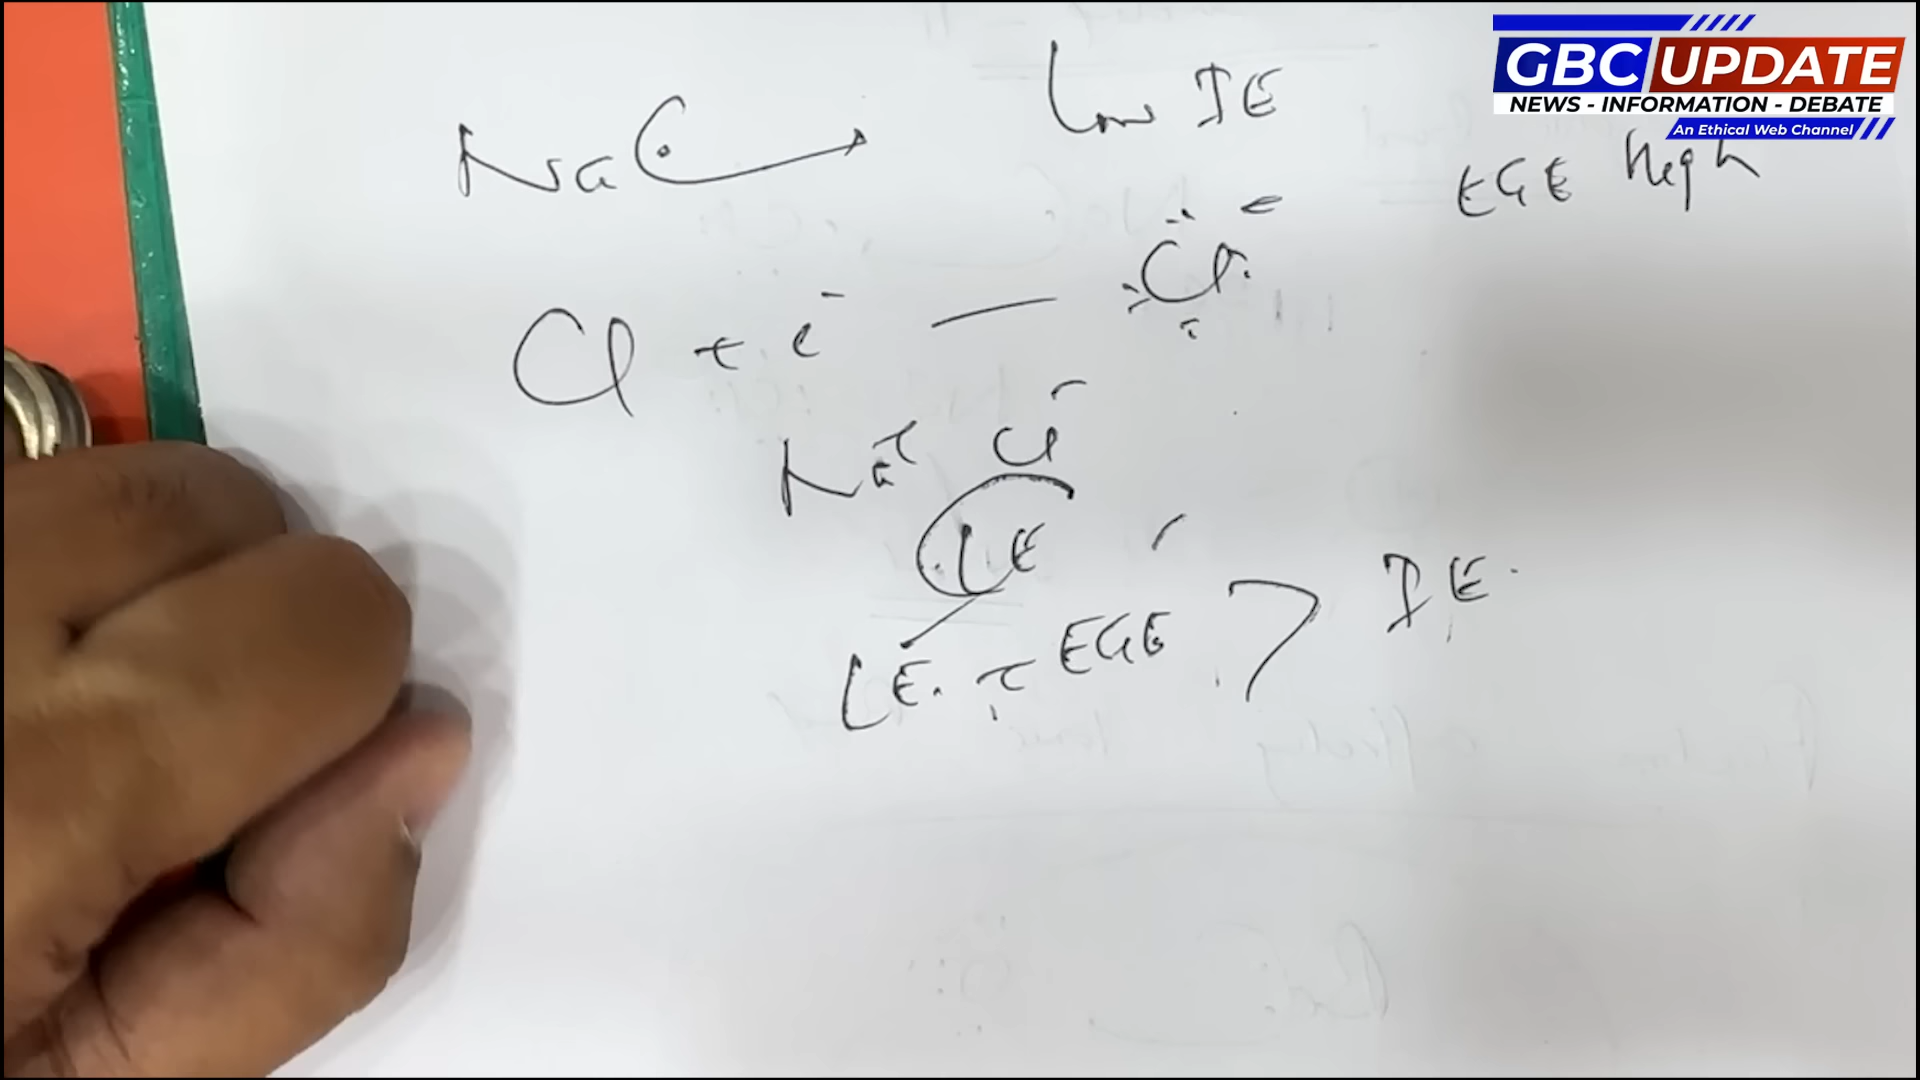 GBC UPDATE
NEWS - INFORMATION - DEBATE
An Ethical Web Channel
Na Low IE
EGE High
Cl + e⁻ — Cl⁻
Na⁺ Cl⁻
LE
LE. + EGE > IE.